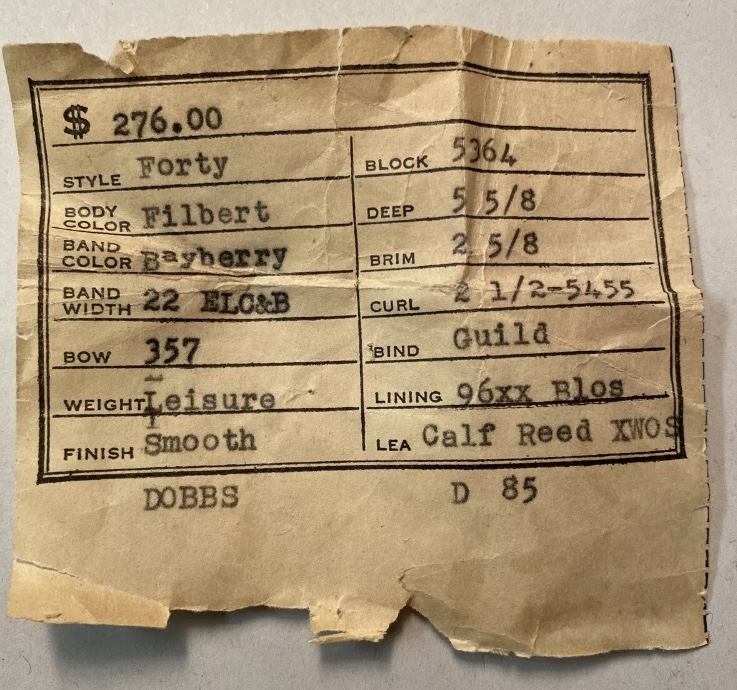 $ 276.00
STYLE Forty BLOCK 5364
BODY COLOR Filbert DEEP 5 5/8
BAND COLOR Bayberry BRIM 2 5/8
BAND WIDTH 22 ELC&B CURL 2 1/2-5455
BOW 357 BIND Guild
WEIGHT Leisure LINING 96xx Blos
FINISH Smooth LEA Calf Reed XWOS
DOBBS D 85